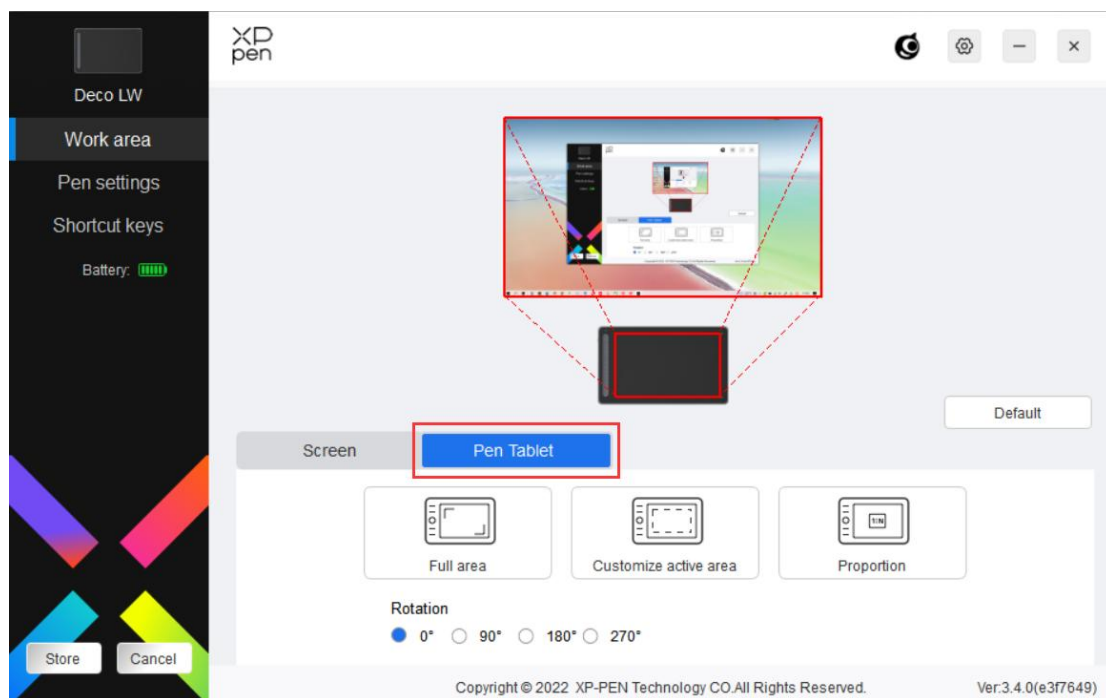 XP
pen
Deco LW
Work area
Pen settings
Shortcut keys
Battery:
Default
Screen
Pen Tablet
1:N
Full area
Customize active area
Proportion
Rotation
0° 90° 180° 270°
Store
Cancel
Copyright © 2022 XP-PEN Technology CO.All Rights Reserved.
Ver:3.4.0(e3f7649)